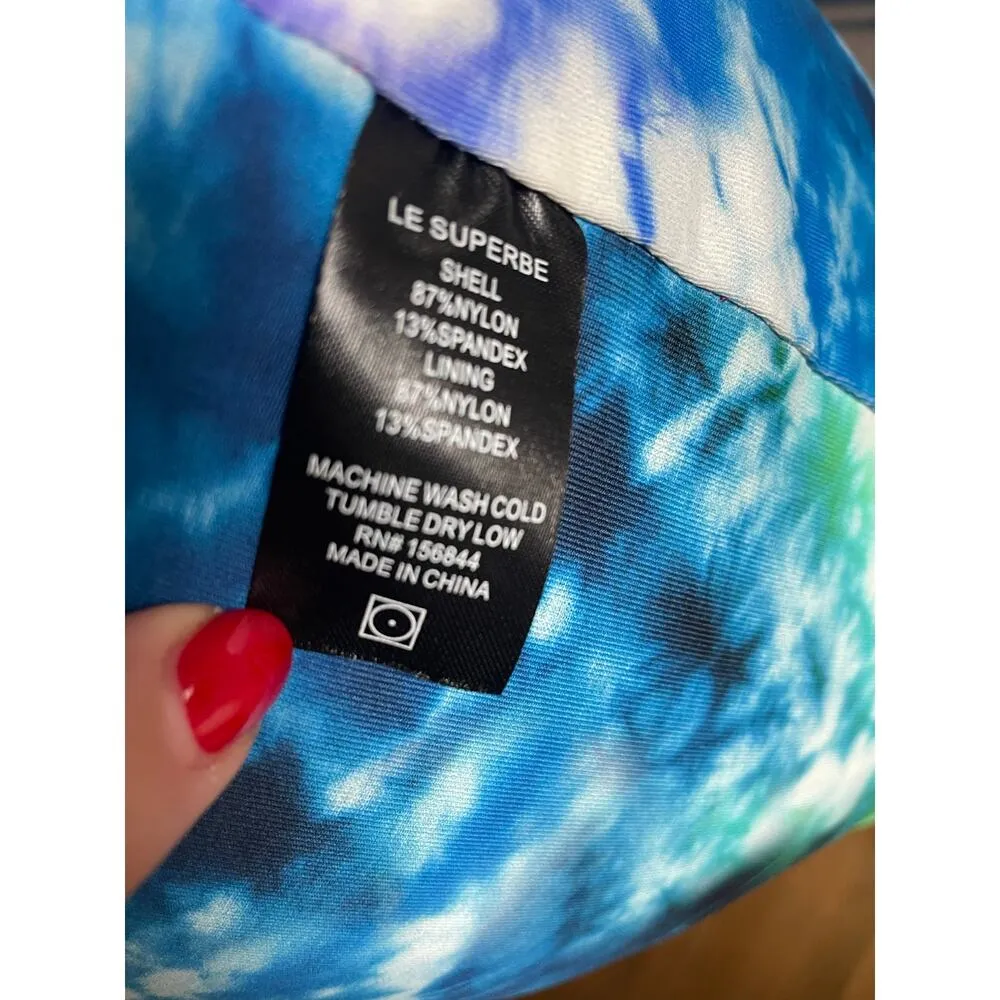 LE SUPERBE
SHELL
87%NYLON
13%SPANDEX
LINING
87%NYLON
13%SPANDEX
MACHINE WASH COLD
TUMBLE DRY LOW
RN# 156844
MADE IN CHINA